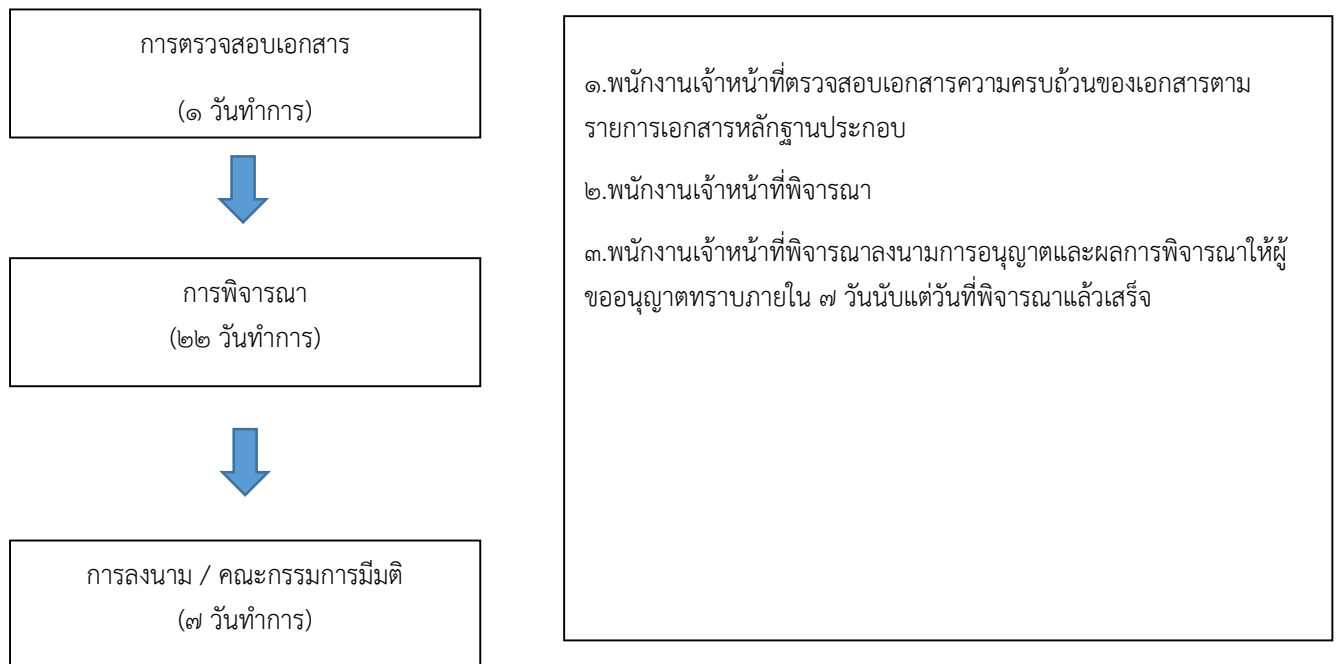 การตรวจสอบเอกสาร
(๑ วันทำการ)
การพิจารณา
(๒๒ วันทำการ)
การลงนาม / คณะกรรมการมีมติ
(๗ วันทำการ)
๑.พนักงานเจ้าหน้าที่ตรวจสอบเอกสารความครบถ้วนของเอกสารตาม
รายการเอกสารหลักฐานประกอบ
๒.พนักงานเจ้าหน้าที่พิจารณา
๓.พนักงานเจ้าหน้าที่พิจารณาลงนามการอนุญาตและผลการพิจารณาให้ผู้
ขออนุญาตทราบภายใน ๗ วันนับแต่วันที่พิจารณาแล้วเสร็จ